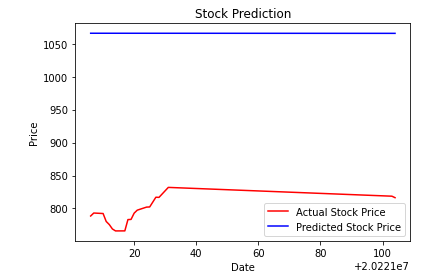 Stock Prediction
1050
1000
950
900
850
800
Price
20
40
60
80
100
+2.0221e7
Date
Actual Stock Price
Predicted Stock Price